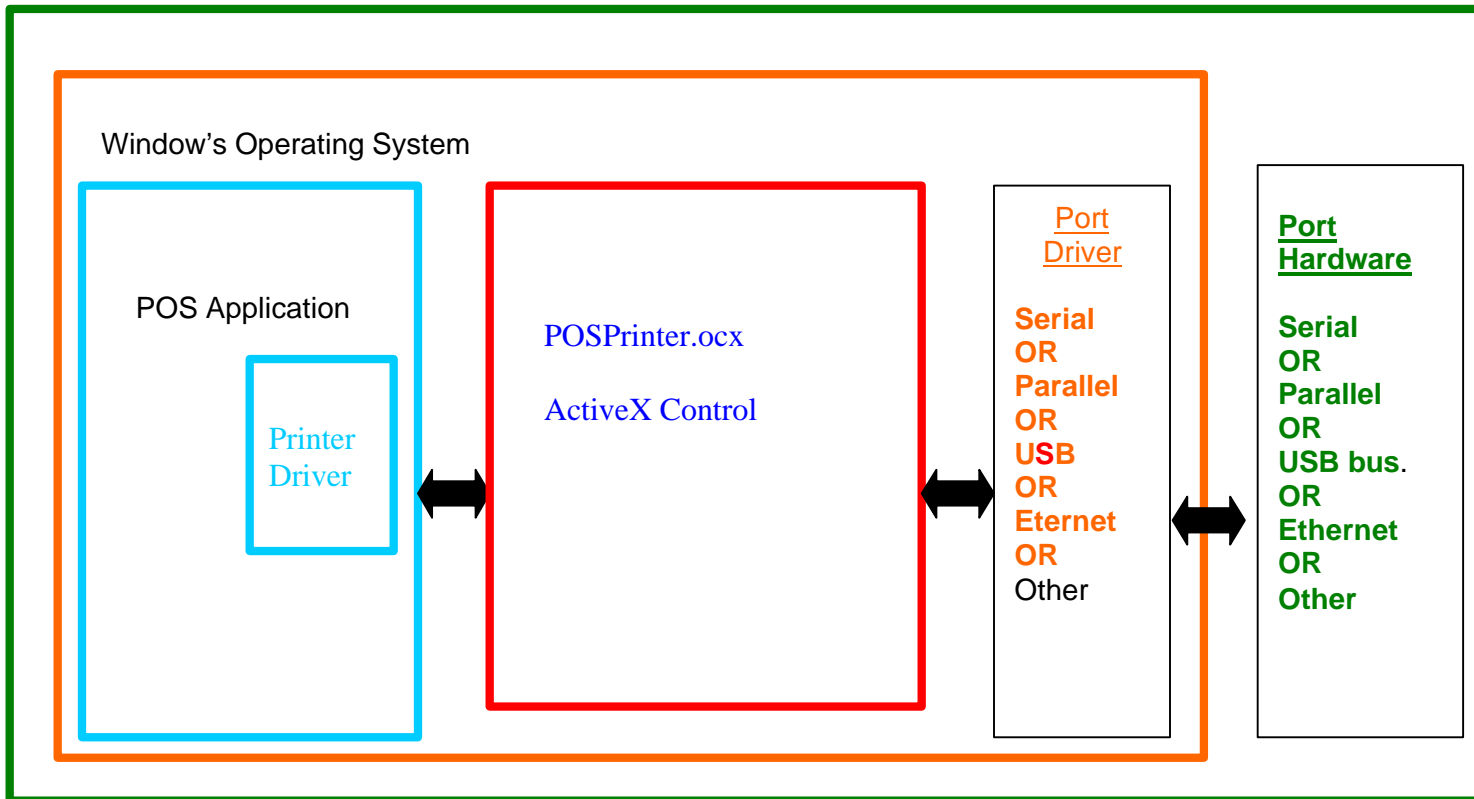 Window’s Operating System
POS Application
Printer
Driver
POSPrinter.ocx
ActiveX Control
Port
Driver
Serial
OR
Parallel
OR
USB
OR
Eternet
OR
Other
Port
Hardware
Serial
OR
Parallel
OR
USB bus.
OR
Ethernet
OR
Other